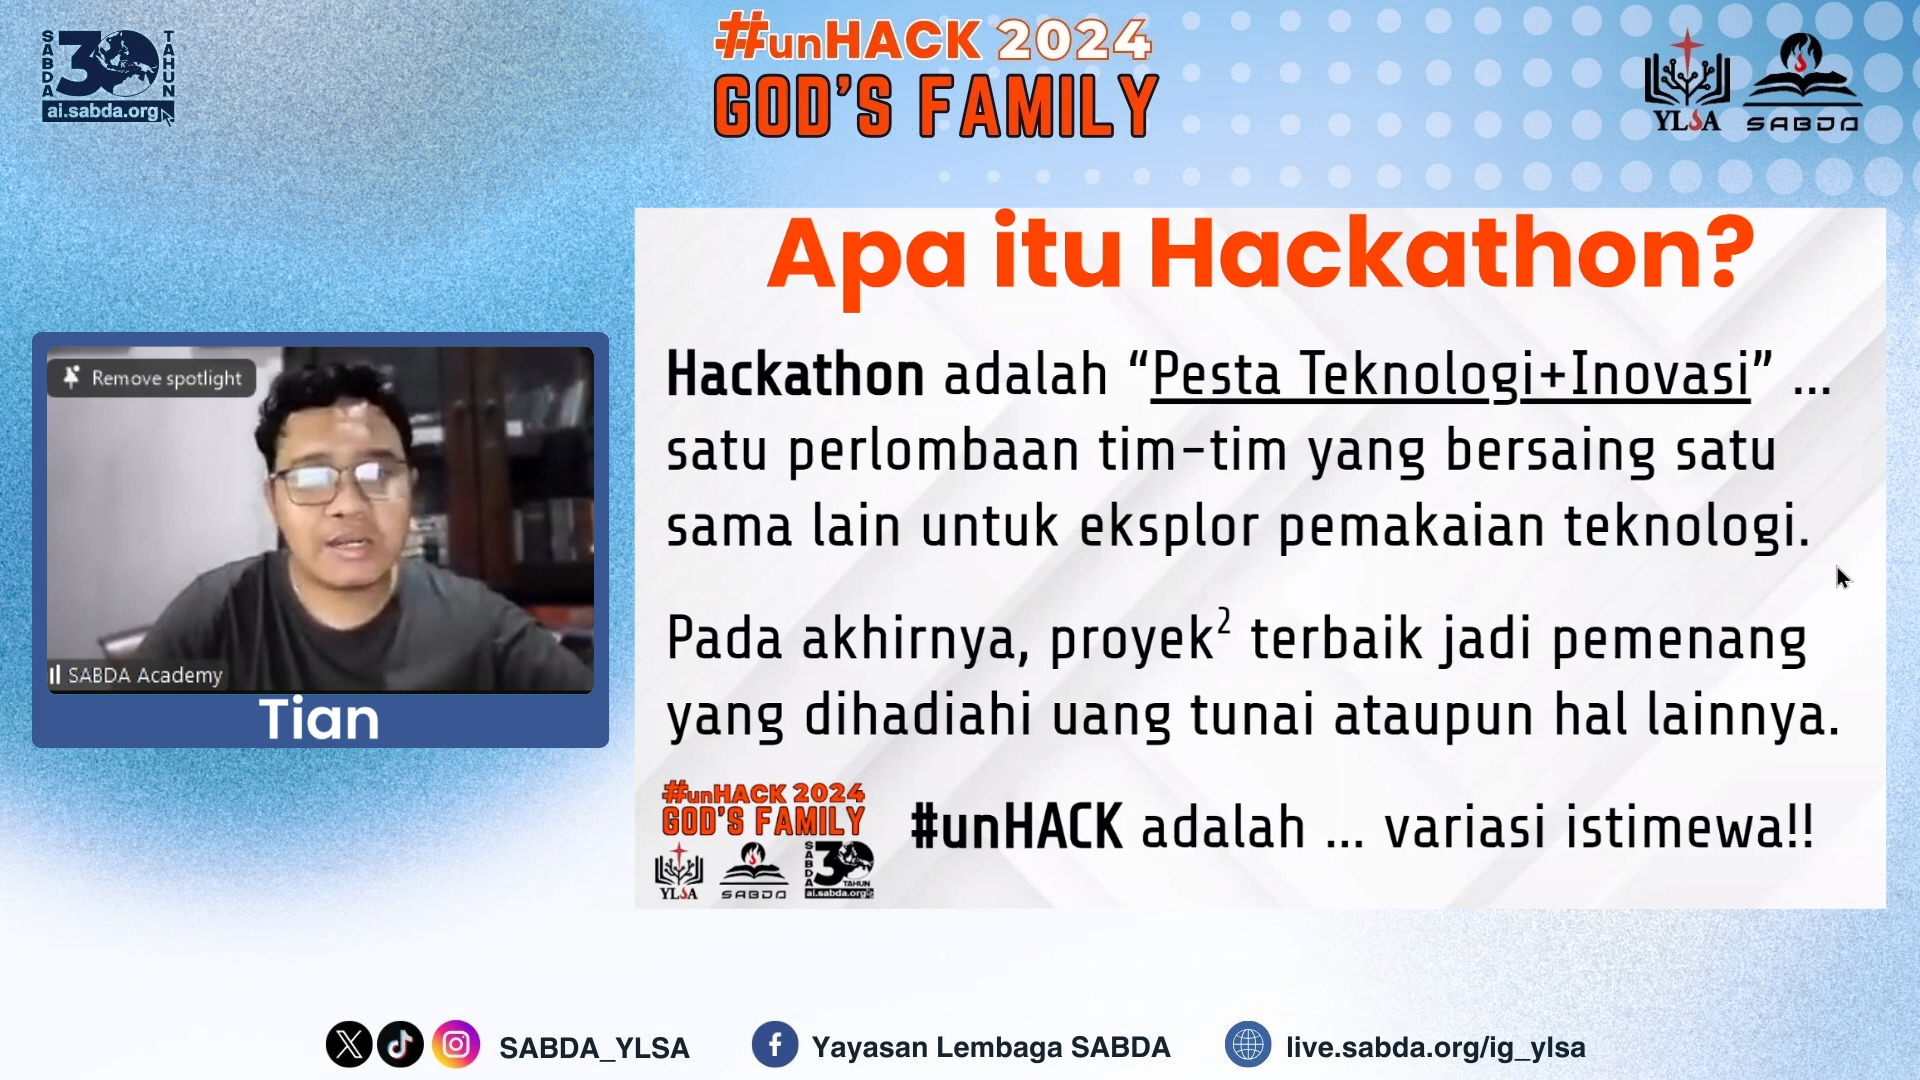 SABDA
30
TAHUN
ai.sabda.org
#unHACK 2024
GOD'S FAMILY
YLSA
SABDA
Apa itu Hackathon?
Hackathon adalah “Pesta Teknologi+Inovasi” ...
satu perlombaan tim-tim yang bersaing satu
sama lain untuk eksplor pemakaian teknologi.
Pada akhirnya, proyek² terbaik jadi pemenang
yang dihadiahi uang tunai ataupun hal lainnya.
#unHACK adalah ... variasi istimewa!!
#unHACK 2024
GOD'S FAMILY
YLSA
SABDA
SABDA
30
TAHUN
ai.sabda.org
Remove spotlight
SABDA Academy
Tian
SABDA_YLSA
Yayasan Lembaga SABDA
live.sabda.org/ig_ylsa